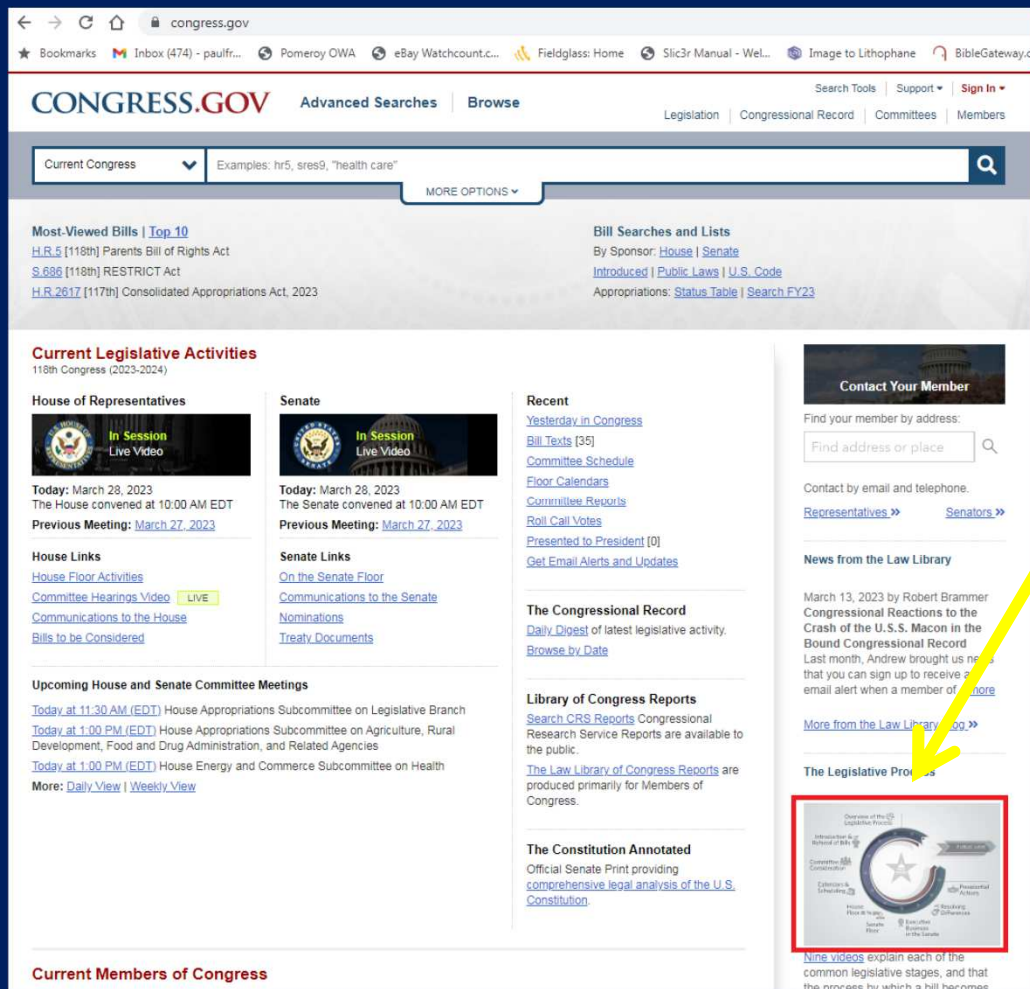 congress.gov
Bookmarks Inbox (474) - paulfr... Pomeroy OWA eBay Watchcount.c... Fieldglass: Home Slic3r Manual - Wel... Image to Lithophane BibleGateway.c
CONGRESS.GOV Advanced Searches Browse
Search Tools Support Sign In
Legislation Congressional Record Committees Members
Current Congress Examples: hr5, sres9, "health care"
MORE OPTIONS
Most-Viewed Bills | Top 10
H.R.5 [118th] Parents Bill of Rights Act
S.686 [118th] RESTRICT Act
H.R.2617 [117th] Consolidated Appropriations Act, 2023
Bill Searches and Lists
By Sponsor: House | Senate
Introduced | Public Laws | U.S. Code
Appropriations: Status Table | Search FY23
Current Legislative Activities
118th Congress (2023-2024)
House of Representatives
In Session
Live Video
Today: March 28, 2023
The House convened at 10:00 AM EDT
Previous Meeting: March 27, 2023
House Links
House Floor Activities
Committee Hearings Video LIVE
Communications to the House
Bills to be Considered
Senate
In Session
Live Video
Today: March 28, 2023
The Senate convened at 10:00 AM EDT
Previous Meeting: March 27, 2023
Senate Links
On the Senate Floor
Communications to the Senate
Nominations
Treaty Documents
Upcoming House and Senate Committee Meetings
Today at 11:30 AM (EDT) House Appropriations Subcommittee on Legislative Branch
Today at 1:00 PM (EDT) House Appropriations Subcommittee on Agriculture, Rural
Development, Food and Drug Administration, and Related Agencies
Today at 1:00 PM (EDT) House Energy and Commerce Subcommittee on Health
More: Daily View | Weekly View
Recent
Yesterday in Congress
Bill Texts [35]
Committee Schedule
Floor Calendars
Committee Reports
Roll Call Votes
Presented to President [0]
Get Email Alerts and Updates
The Congressional Record
Daily Digest of latest legislative activity.
Browse by Date
Library of Congress Reports
Search CRS Reports Congressional
Research Service Reports are available to
the public.
The Law Library of Congress Reports are
produced primarily for Members of
Congress.
The Constitution Annotated
Official Senate Print providing
comprehensive legal analysis of the U.S.
Constitution.
Contact Your Member
Find your member by address:
Find address or place
Contact by email and telephone.
Representatives » Senators »
News from the Law Library
March 13, 2023 by Robert Brammer
Congressional Reactions to the
Crash of the U.S.S. Macon in the
Bound Congressional Record
Last month, Andrew brought us
that you can sign up to receive
email alert when a member of more
More from the Law Library »
The Legislative Process
Overview of the
Legislative Process
Introduction &
Referral of Bills
Committee
Consideration
Calendars &
Scheduling
House
Floor
Senate
Floor
Executive
Business
in the Senate
Resolving
Differences
Presidential
Actions
Nine videos explain each of the
common legislative stages, and that
the process by which a bill becomes
Current Members of Congress